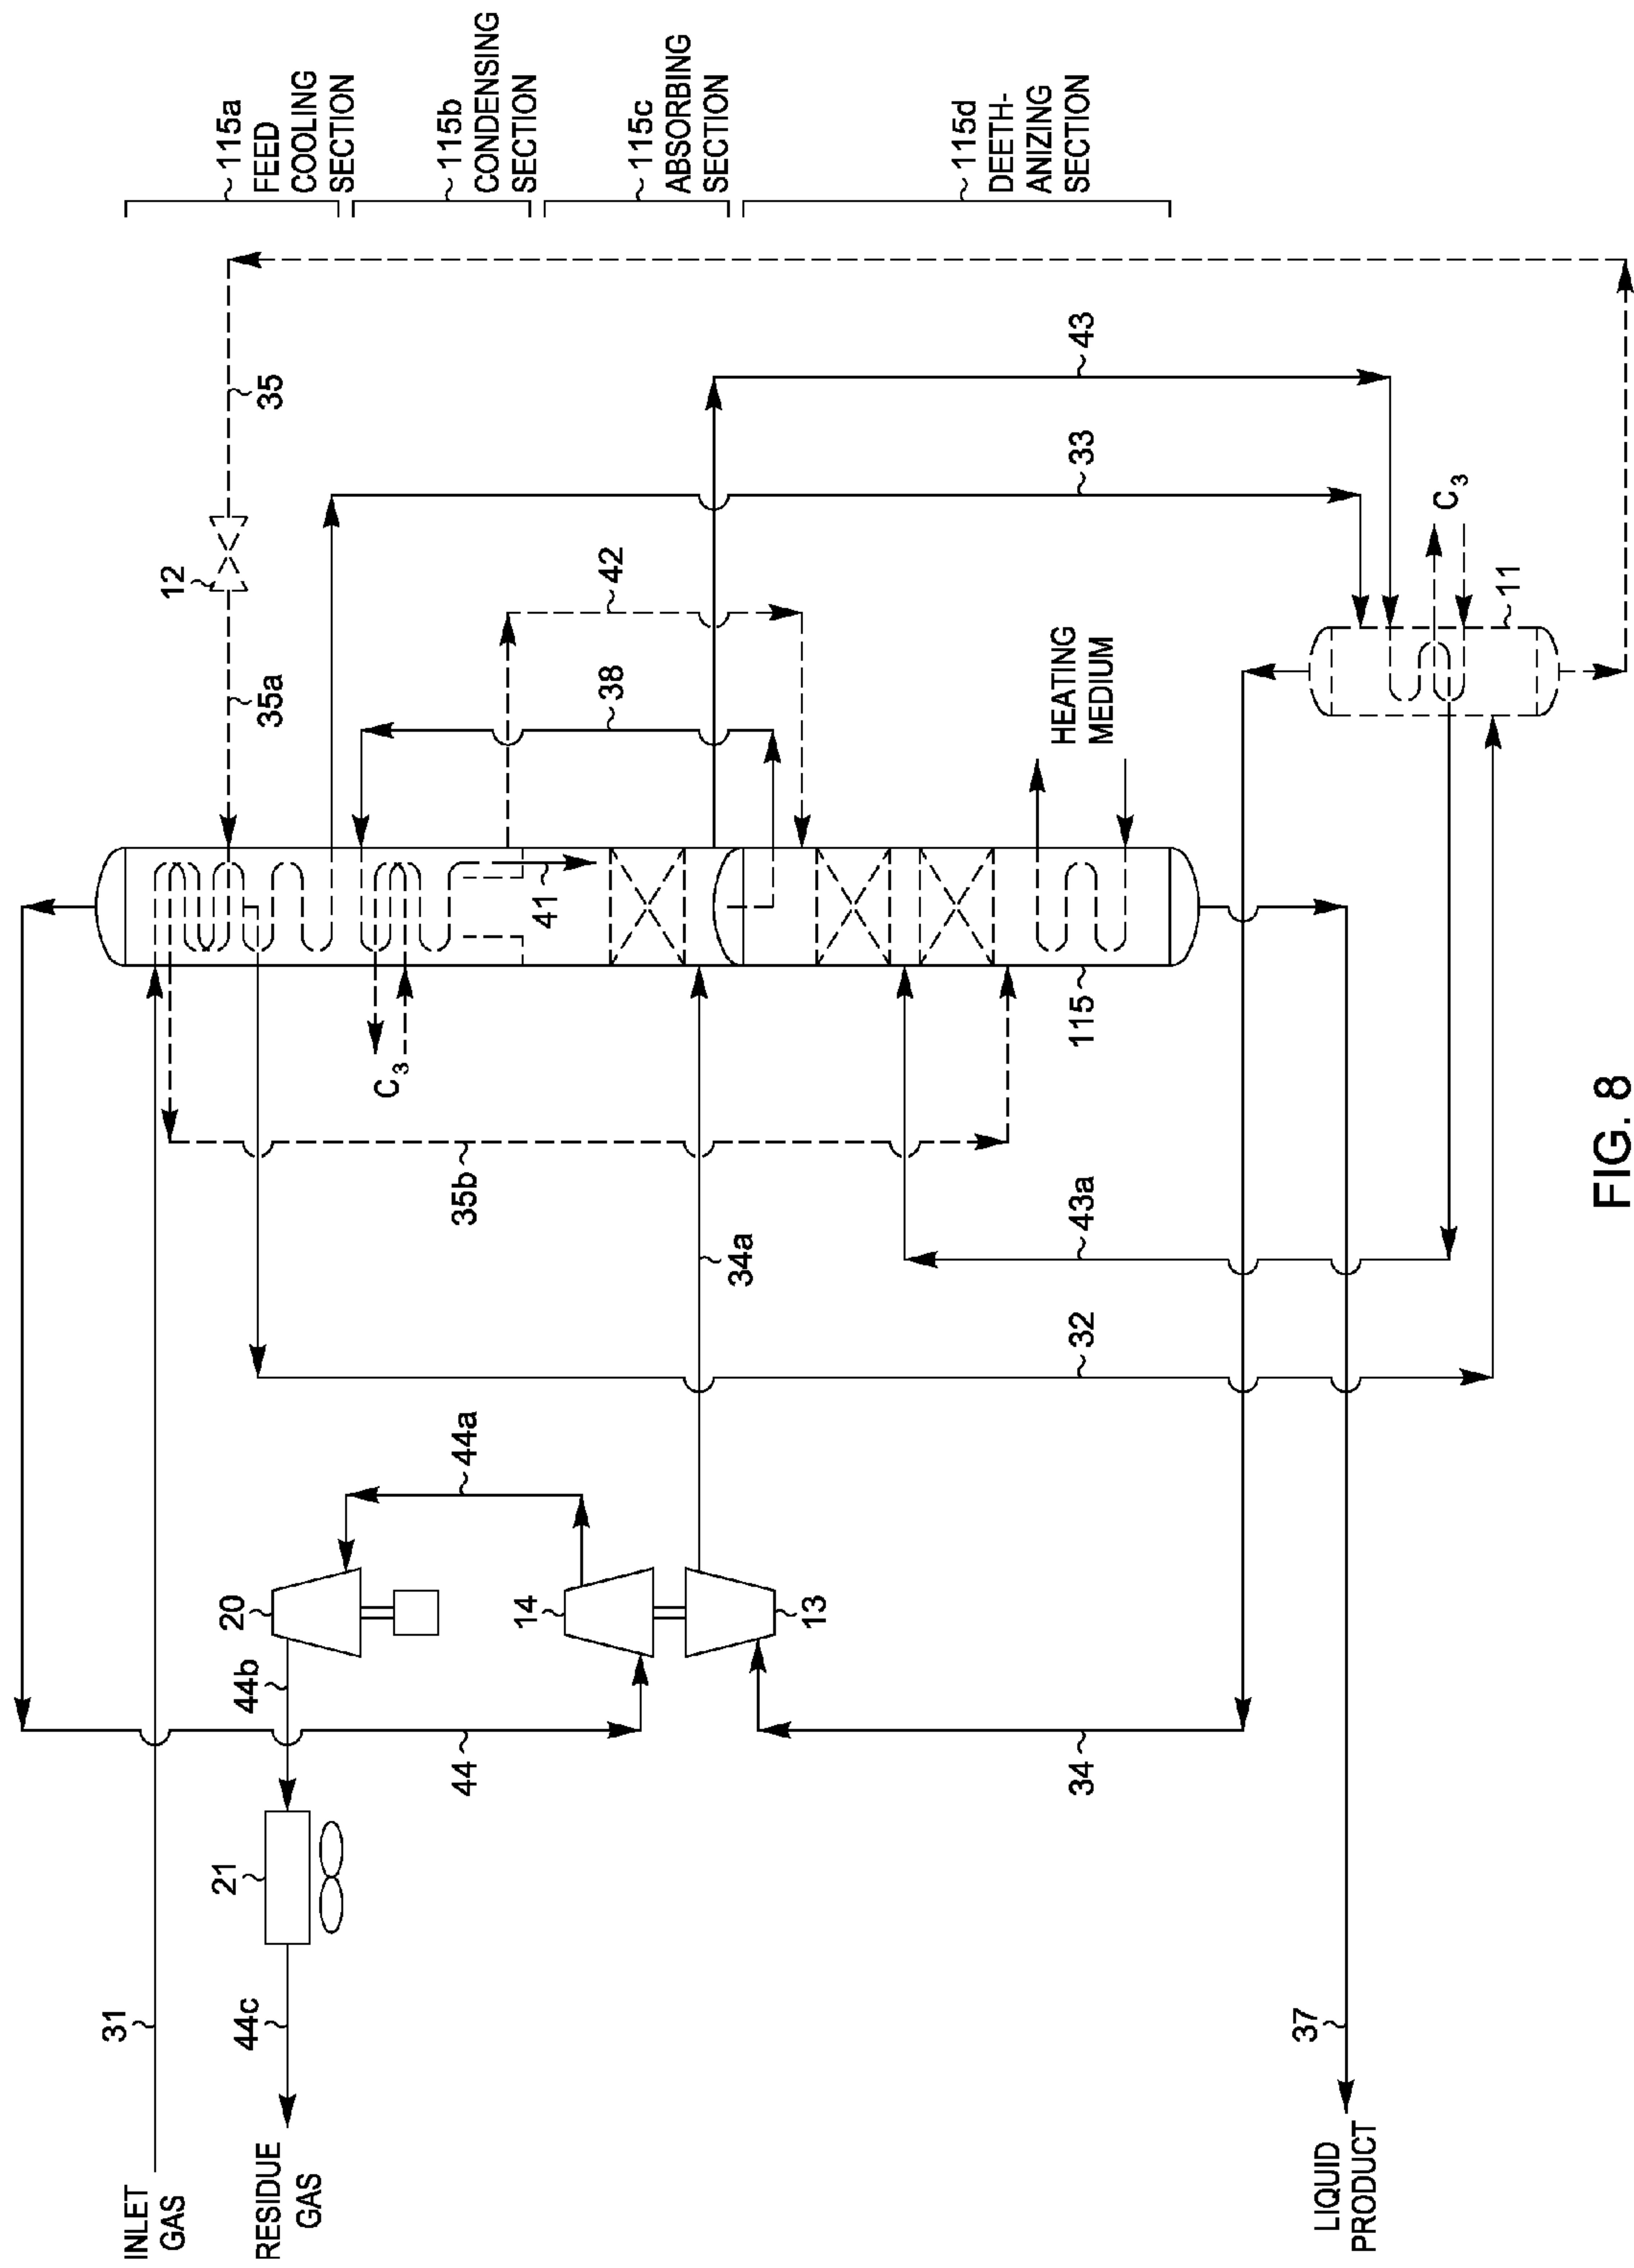 115a
FEED
COOLING
SECTION
115b
CONDENSING
SECTION
115c
ABSORBING
SECTION
115d
DEETH-
ANIZING
SECTION
35
12
35a
43
33
42
38
41
C3
HEATING
MEDIUM
C3
11
115
35b
34a
43a
32
44a
20
14
13
44b
44
34
21
31
44c
37
INLET
GAS
RESIDUE
GAS
LIQUID
PRODUCT
FIG. 8